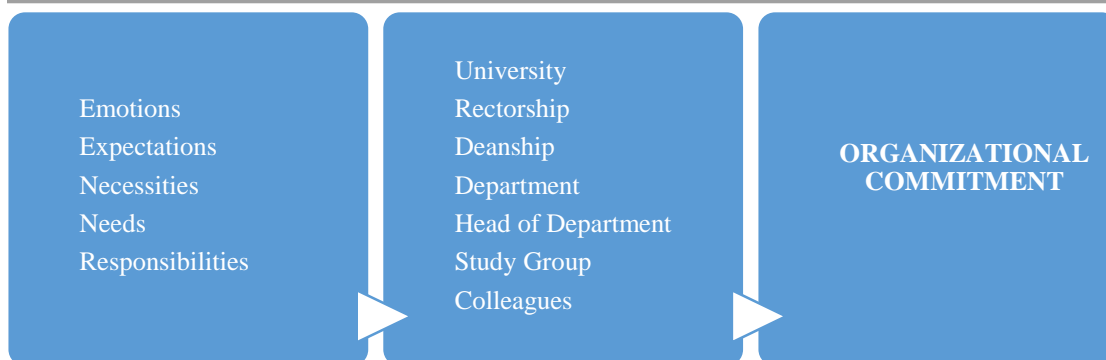 Emotions
Expectations
Necessities
Needs
Responsibilities
University
Rectorship
Deanship
Department
Head of Department
Study Group
Colleagues
ORGANIZATIONAL
COMMITMENT